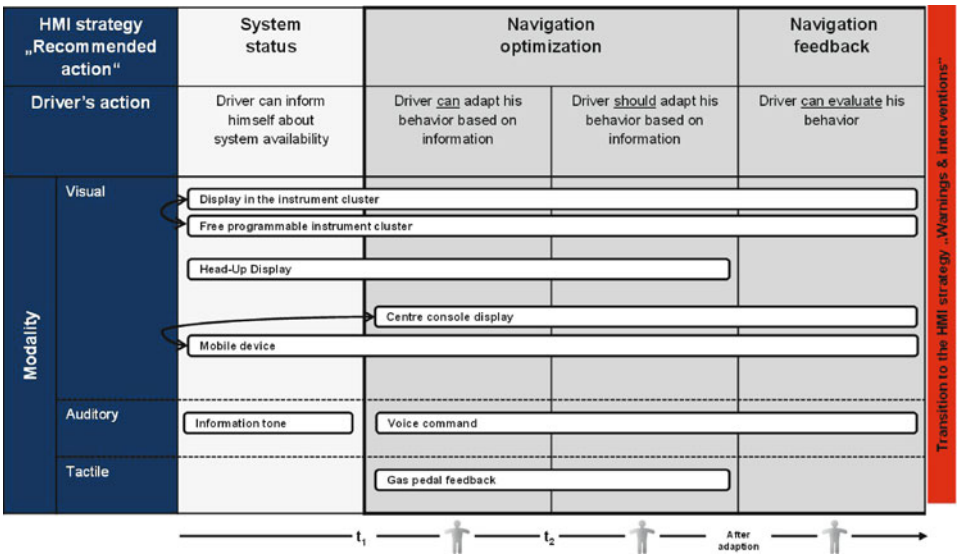 HMI strategy
„Recommended
action“
System
status
Navigation
optimization
Navigation
feedback
Driver's action
Driver can inform
himself about
system availability
Driver can adapt his
behavior based on
information
Driver should adapt his
behavior based on
information
Driver can evaluate his
behavior
Modality
Visual
Display in the instrument cluster
Free programmable instrument cluster
Head-Up Display
Centre console display
Mobile device
Auditory
Information tone
Voice command
Tactile
Gas pedal feedback
t1
t2
After
adaption
Transition to the HMI strategy „Warnings & interventions“